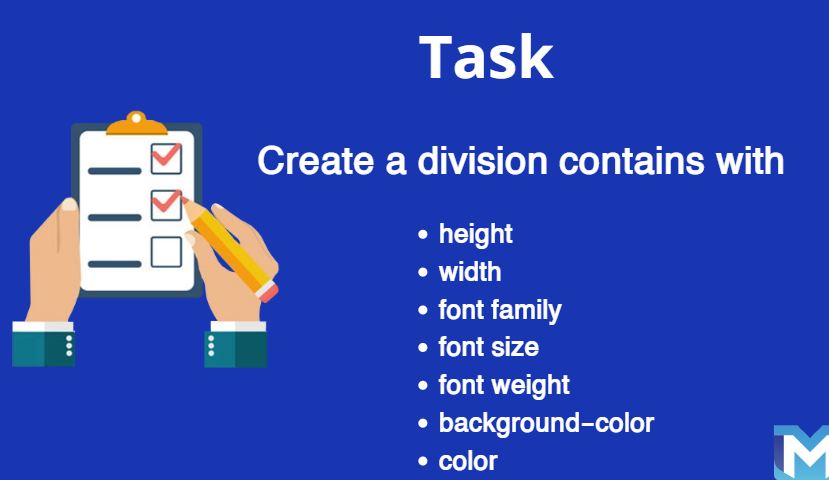 Task
Create a division contains with
• height
• width
• font family
• font size
• font weight
• background-color
• color
M